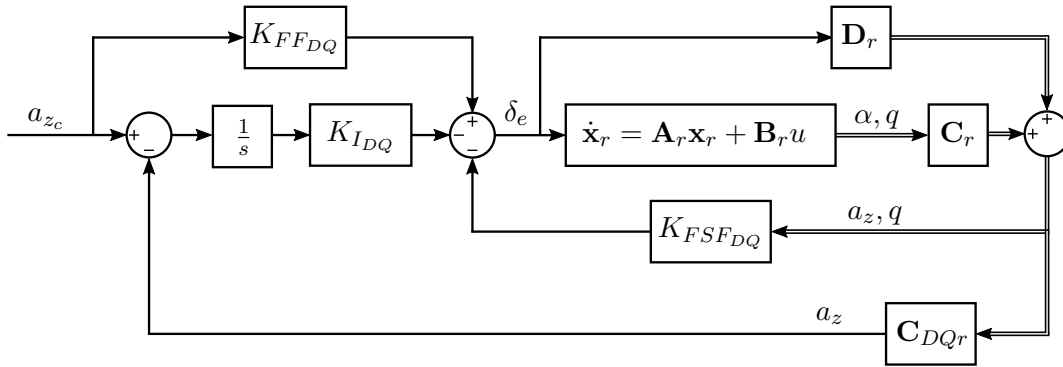 K_{FF_{DQ}}
D_r
a_{z_c}
+
−
1/s
K_{I_{DQ}}
+
−
−
δ_e
ẋ_r = A_r x_r + B_r u
α, q
C_r
+
+
K_{FSF_{DQ}}
a_z, q
a_z
C_{DQr}